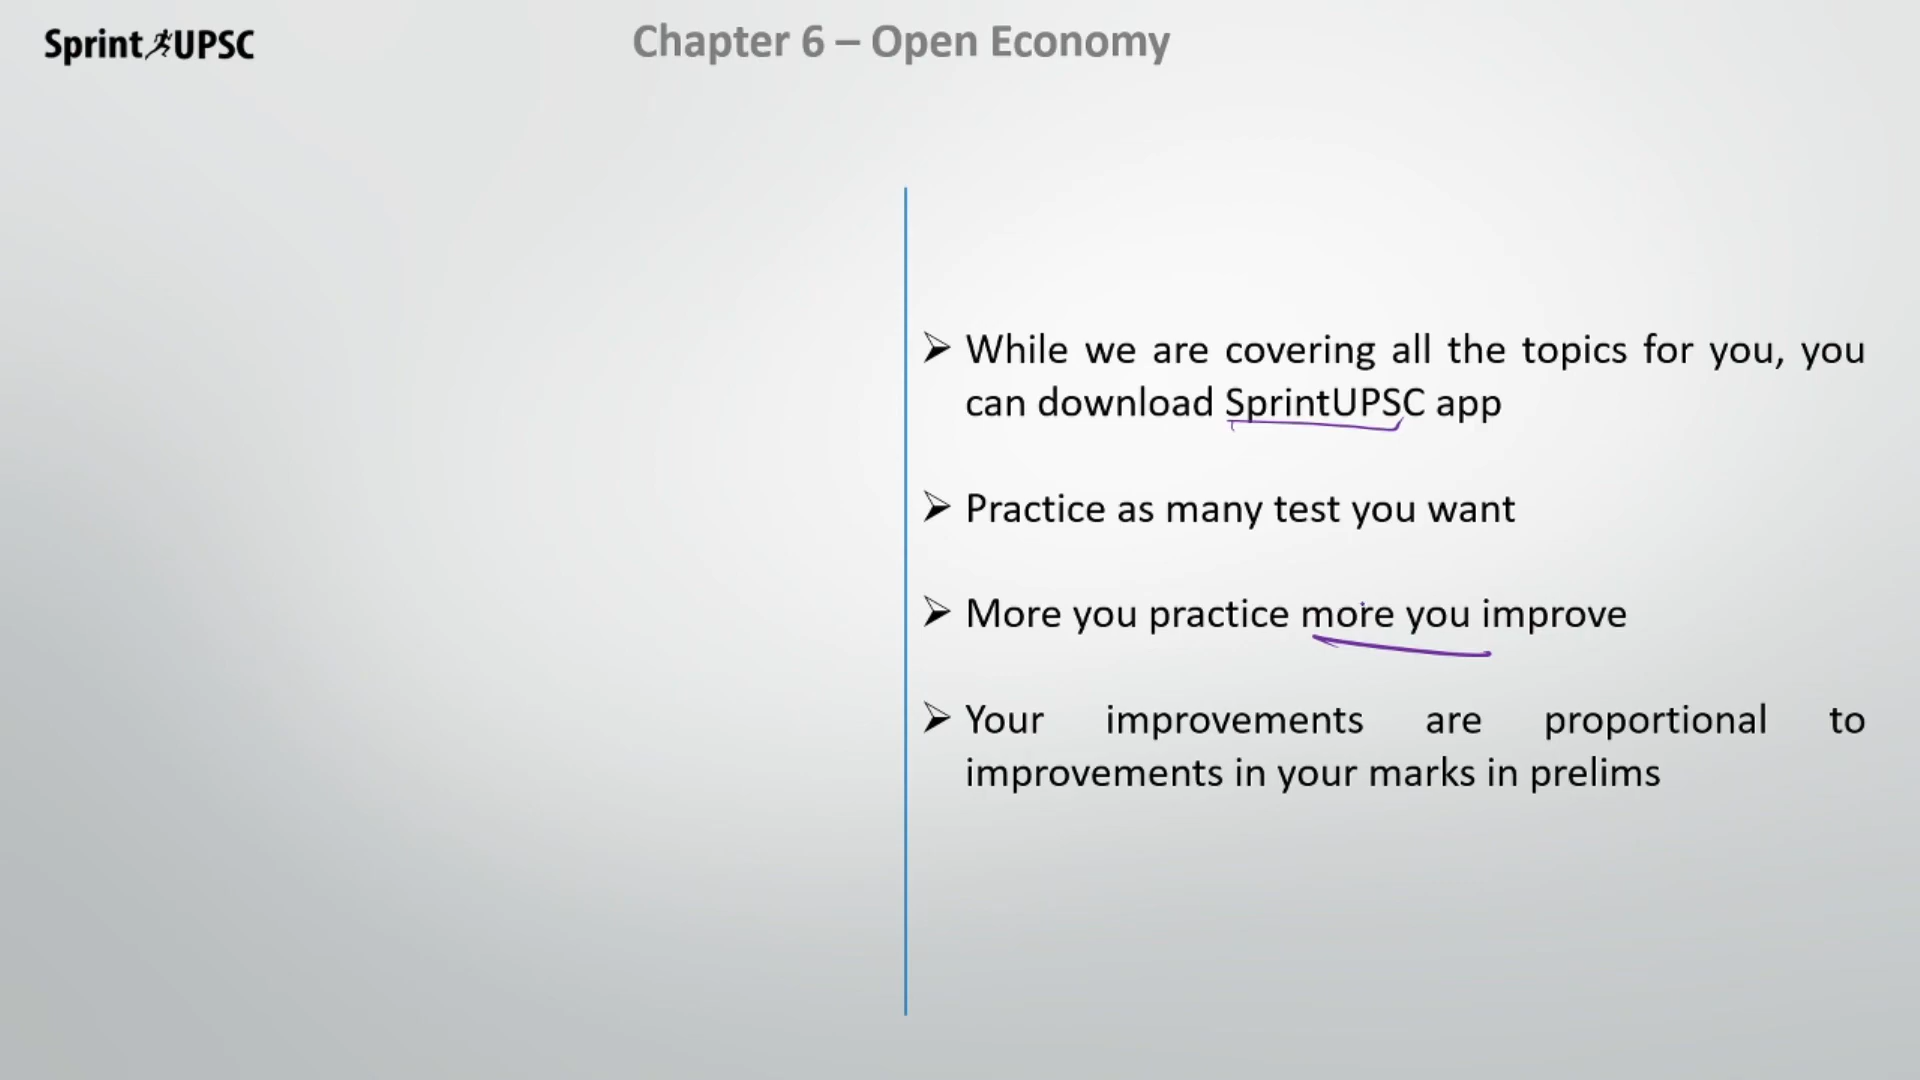 Sprint UPSC
Chapter 6 – Open Economy
While we are covering all the topics for you, you
can download SprintUPSC app
Practice as many test you want
More you practice more you improve
Your improvements are proportional to
improvements in your marks in prelims